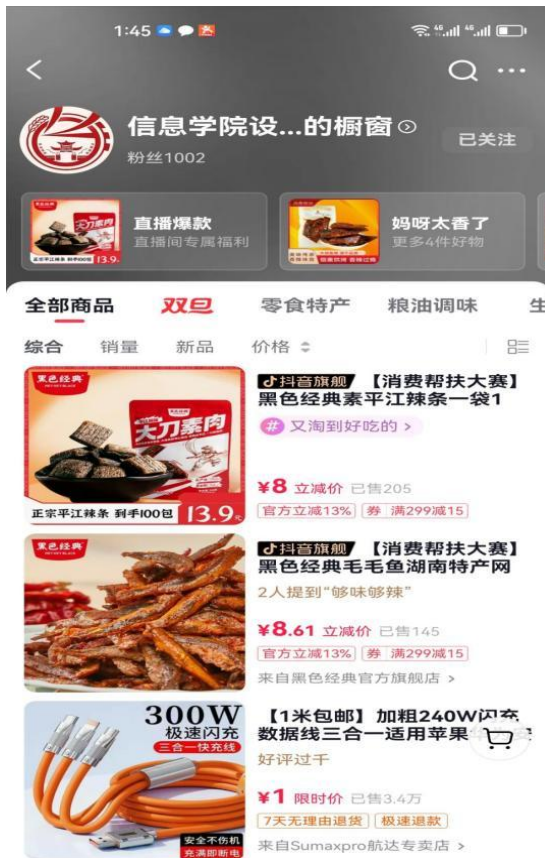 1:45
信息学院设...的橱窗
粉丝1002
已关注
直播爆款
直播间专属福利
妈呀太香了
更多4件好物
全部商品 双旦 零食特产 粮油调味 生
综合 销量 新品 价格
黑色经典
大刀素肉
正宗平江辣条 到手100包 13.9元
抖音旗舰 【消费帮扶大赛】
黑色经典素平江辣条一袋1
# 又淘到好吃的 >
¥8 立减价 已售205
官方立减13% 券 满299减15
黑色经典
抖音旗舰 【消费帮扶大赛】
黑色经典毛毛鱼湖南特产网
2人提到“够味够辣”
¥8.61 立减价 已售145
官方立减13% 券 满299减15
来自黑色经典官方旗舰店 >
300W
极速闪充
三合一快充线
安全不伤机
充满即断电
【1米包邮】加粗240W闪充
数据线三合一适用苹果
好评过千
¥1 限时价 已售3.4万
7天无理由退货 极速退款
来自Sumaxpro航达专卖店 >